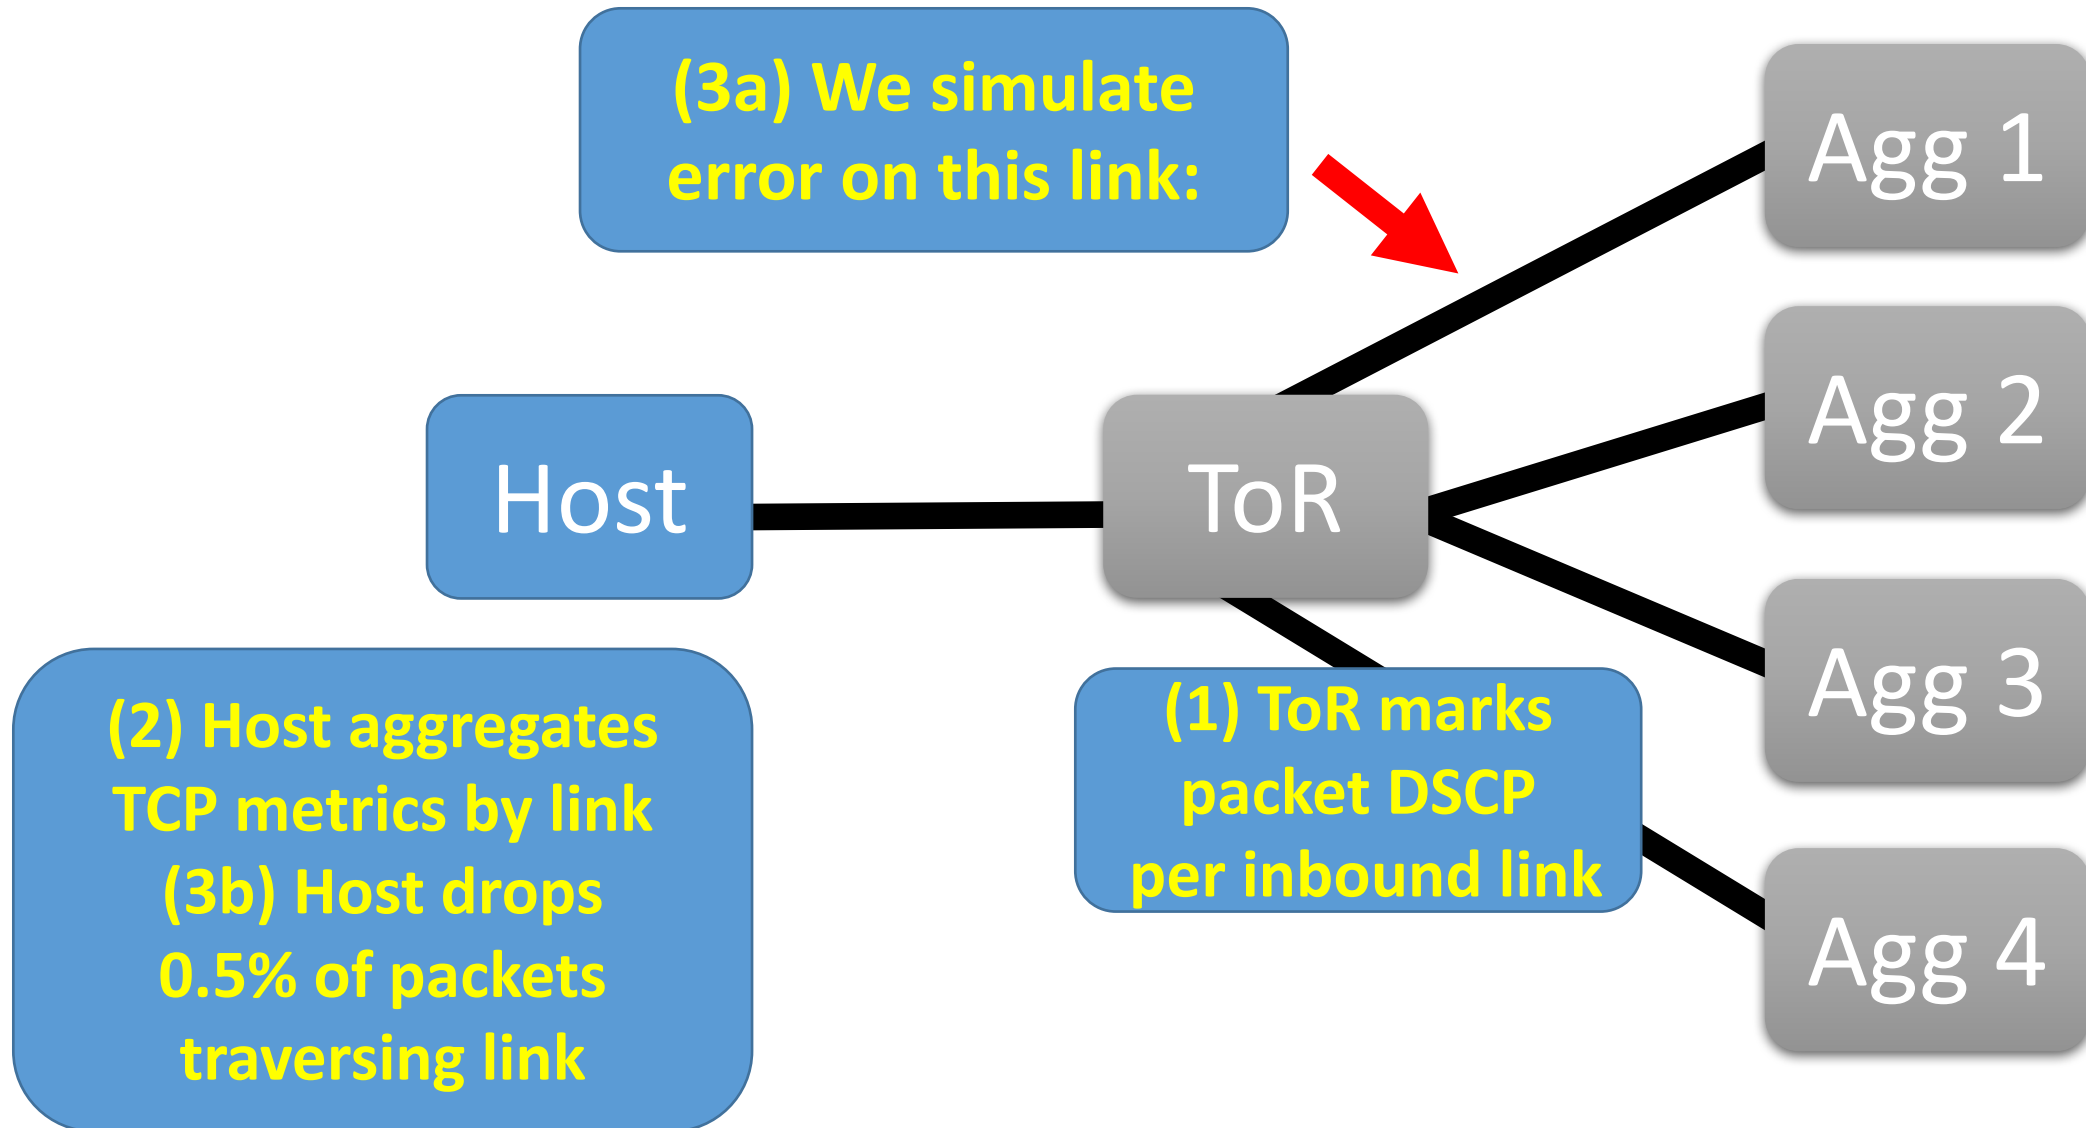 (3a) We simulate
error on this link:
Agg 1
Agg 2
Host
ToR
Agg 3
(2) Host aggregates
TCP metrics by link
(3b) Host drops
0.5% of packets
traversing link
(1) ToR marks
packet DSCP
per inbound link
Agg 4